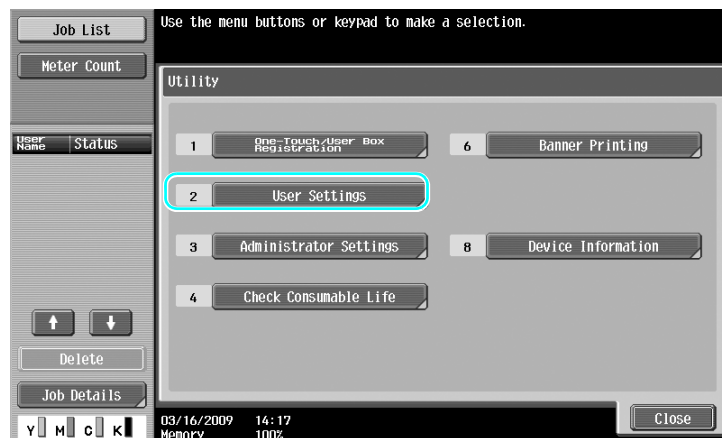 Job List
Use the menu buttons or keypad to make a selection.
Meter Count
Utility
User Name
Status
1 One-Touch/User Box Registration
6 Banner Printing
2 User Settings
3 Administrator Settings
8 Device Information
4 Check Consumable Life
Delete
Job Details
Close
Y M C K
03/16/2009 14:17
Memory 100%